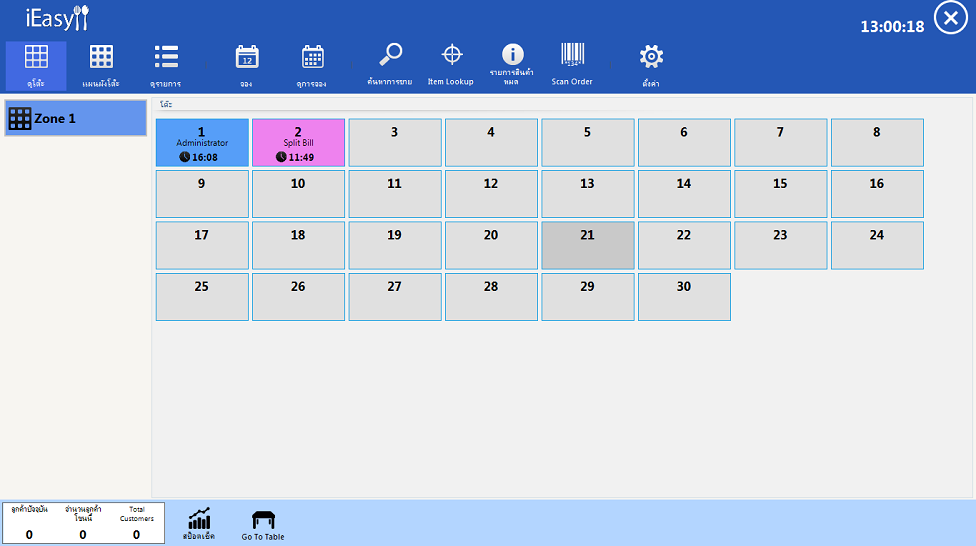 iEasy
13:00:18
ดูโต๊ะ
แผนผังโต๊ะ
ดูรายการ
12
จอง
ดูการจอง
ค้นหาการขาย
Item Lookup
รายการสินค้า
หมด
Scan Order
ตั้งค่า
Zone 1
โต๊ะ
1
Administrator
16:08
2
Split Bill
11:49
3
4
5
6
7
8
9
10
11
12
13
14
15
16
17
18
19
20
21
22
23
24
25
26
27
28
29
30
ลูกค้าปัจจุบัน
0
จำนวนลูกค้า
โซนนี้
0
Total
Customers
0
สป็อตเช็ค
Go To Table